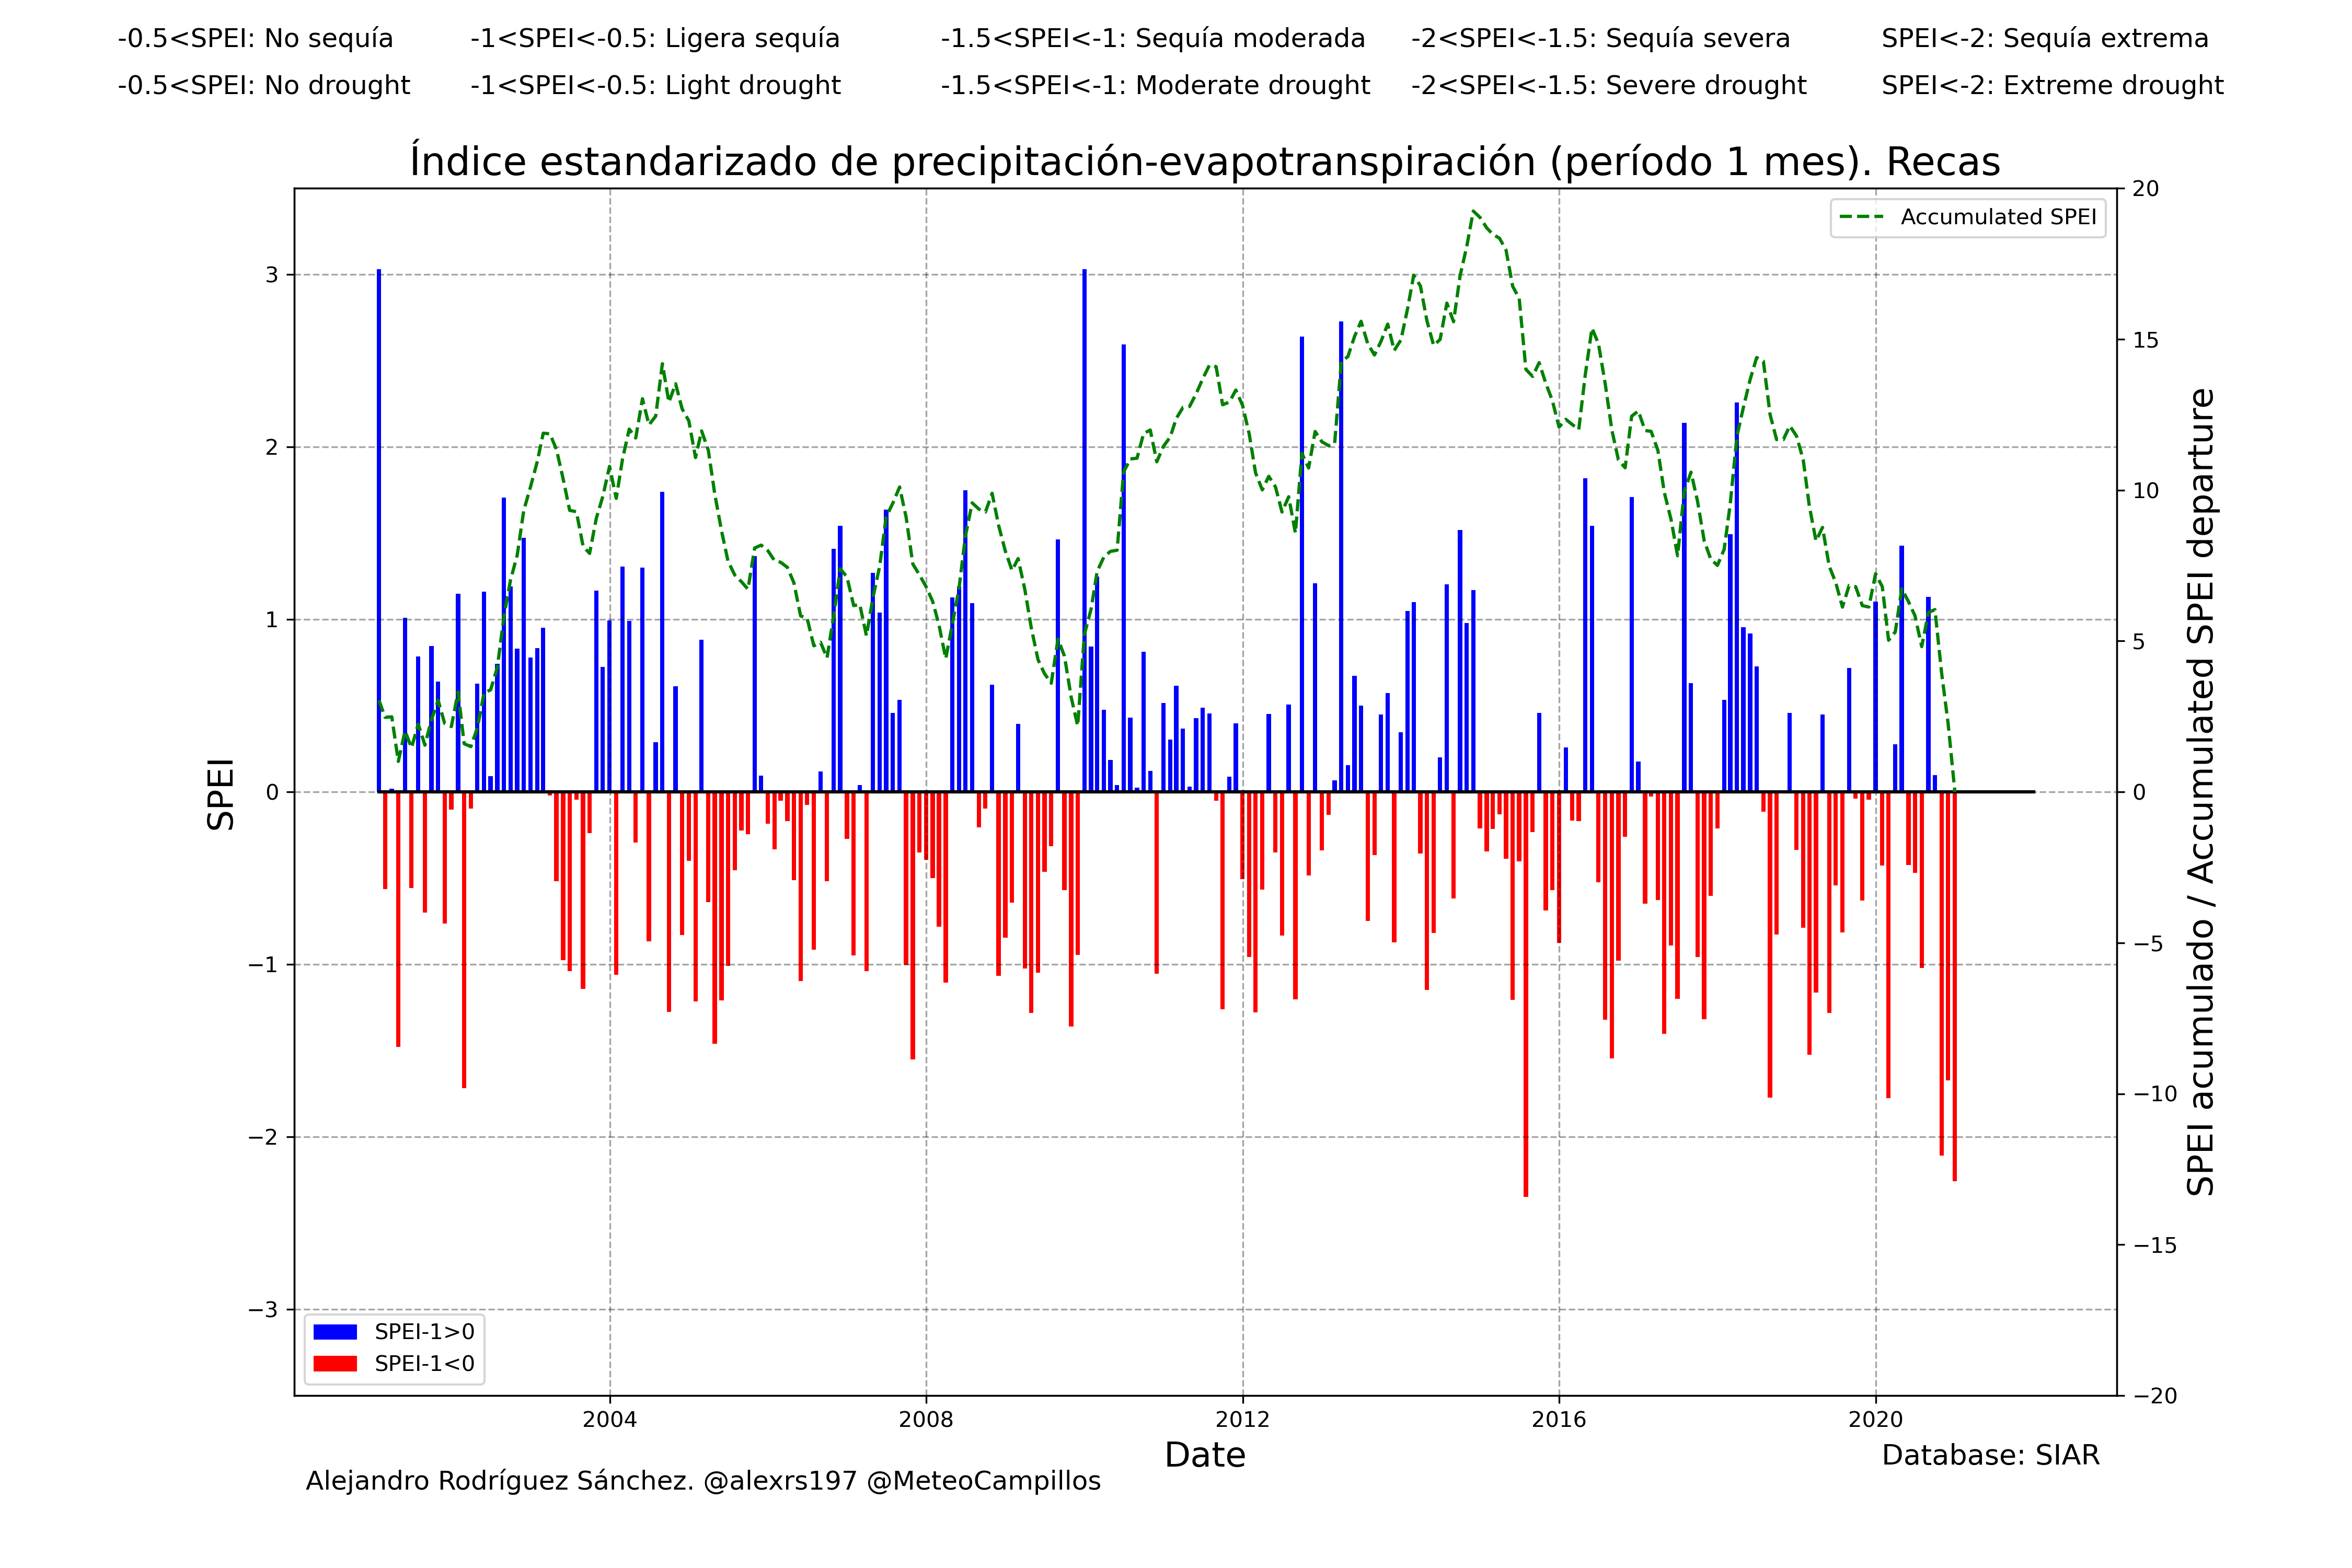 -0.5<SPEI: No sequía -1<SPEI<-0.5: Ligera sequía -1.5<SPEI<-1: Sequía moderada -2<SPEI<-1.5: Sequía severa SPEI<-2: Sequía extrema
-0.5<SPEI: No drought -1<SPEI<-0.5: Light drought -1.5<SPEI<-1: Moderate drought -2<SPEI<-1.5: Severe drought SPEI<-2: Extreme drought
Índice estandarizado de precipitación-evapotranspiración (período 1 mes). Recas
Accumulated SPEI
SPEI
3
2
1
0
−1
−2
−3
20
15
10
5
0
−5
−10
−15
−20
SPEI acumulado / Accumulated SPEI departure
SPEI-1>0
SPEI-1<0
2004 2008 2012 2016 2020
Date
Database: SIAR
Alejandro Rodríguez Sánchez. @alexrs197 @MeteoCampillos